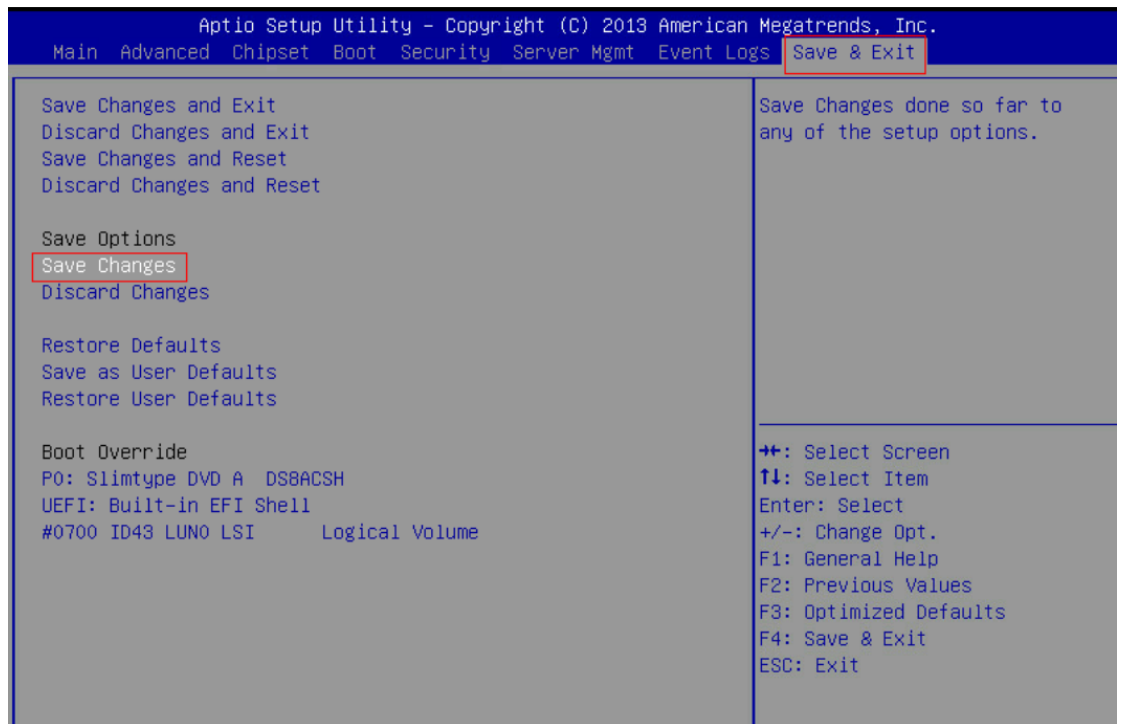 Aptio Setup Utility – Copyright (C) 2013 American Megatrends, Inc.
Main Advanced Chipset Boot Security Server Mgmt Event Logs Save & Exit
Save Changes and Exit
Discard Changes and Exit
Save Changes and Reset
Discard Changes and Reset
Save Options
Save Changes
Discard Changes
Restore Defaults
Save as User Defaults
Restore User Defaults
Boot Override
P0: Slimtype DVD A DS8ACSH
UEFI: Built-in EFI Shell
#0700 ID43 LUN0 LSI Logical Volume
Save Changes done so far to
any of the setup options.
→←: Select Screen
↑↓: Select Item
Enter: Select
+/-: Change Opt.
F1: General Help
F2: Previous Values
F3: Optimized Defaults
F4: Save & Exit
ESC: Exit